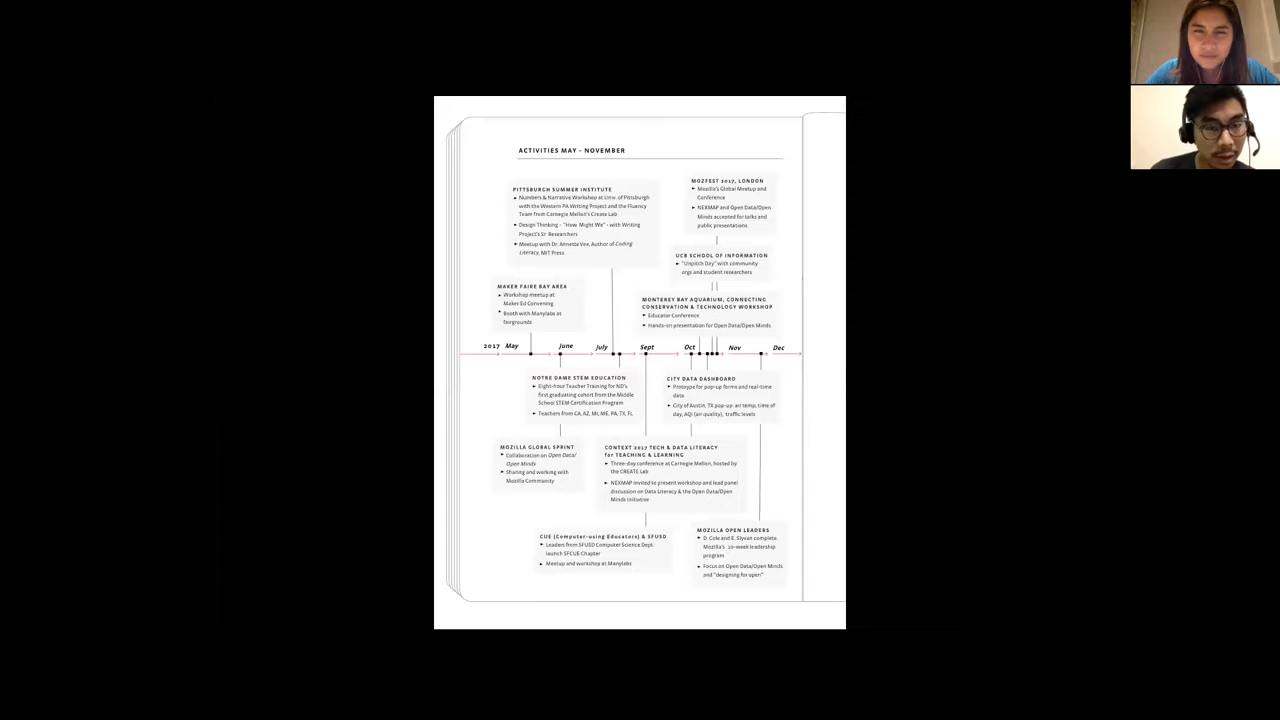 ACTIVITIES MAY - NOVEMBER
PITTSBURGH SUMMER INSTITUTE
Numbers & Narrative Workshop at Univ. of Pittsburgh
with the Western PA Writing Project and the Fluency
Team from Carnegie Mellon's Create Lab
Design Thinking - "How Might We" - with Writing
Project's Sr. Researchers
Meetup with Dr. Annette Vee, Author of Coding
Literacy, MIT Press
MOZFEST 2017, LONDON
Mozilla's Global Meetup and
Conference
NEXMAP and Open Data/Open
Minds accepted for talks and
public presentations.
UCB SCHOOL OF INFORMATION
"Unpitch Day" with community
orgs and student researchers
MAKER FAIRE BAY AREA
Workshop meetup at
Maker Ed Convening
Booth with Manylabs at
fairgrounds
MONTEREY BAY AQUARIUM, CONNECTING
CONSERVATION & TECHNOLOGY WORKSHOP
Educator Conference
Hands-on presentation for Open Data/Open Minds
2017 May June July Sept Oct Nov Dec
NOTRE DAME STEM EDUCATION
Eight-hour Teacher Training for ND's
first graduating cohort from the Middle
School STEM Certification Program
Teachers from CA, AZ, MI, ME, PA, TX, FL
CITY DATA DASHBOARD
Prototype for pop-up forms and real-time
data
City of Austin, TX pop-up: air temp, time of
day, AQI (air quality), traffic levels
MOZILLA GLOBAL SPRINT
Collaboration on Open Data/
Open Minds
Sharing and working with
Mozilla Community
CONTEXT 2017 TECH & DATA LITERACY
for TEACHING & LEARNING
Three-day conference at Carnegie Mellon, hosted by
the CREATE Lab
NEXMAP invited to present workshop and lead panel
discussion on Data Literacy & the Open Data/Open
Minds Initiative
CUE (Computer-using Educators) & SFUSD
Leaders from SFUSD Computer Science Dept.
launch SFCUE Chapter
Meetup and workshop at Manylabs
MOZILLA OPEN LEADERS
D. Cole and E. Slyvan complete
Mozilla's 10-week leadership
program
Focus on Open Data/Open Minds
and "designing for open"